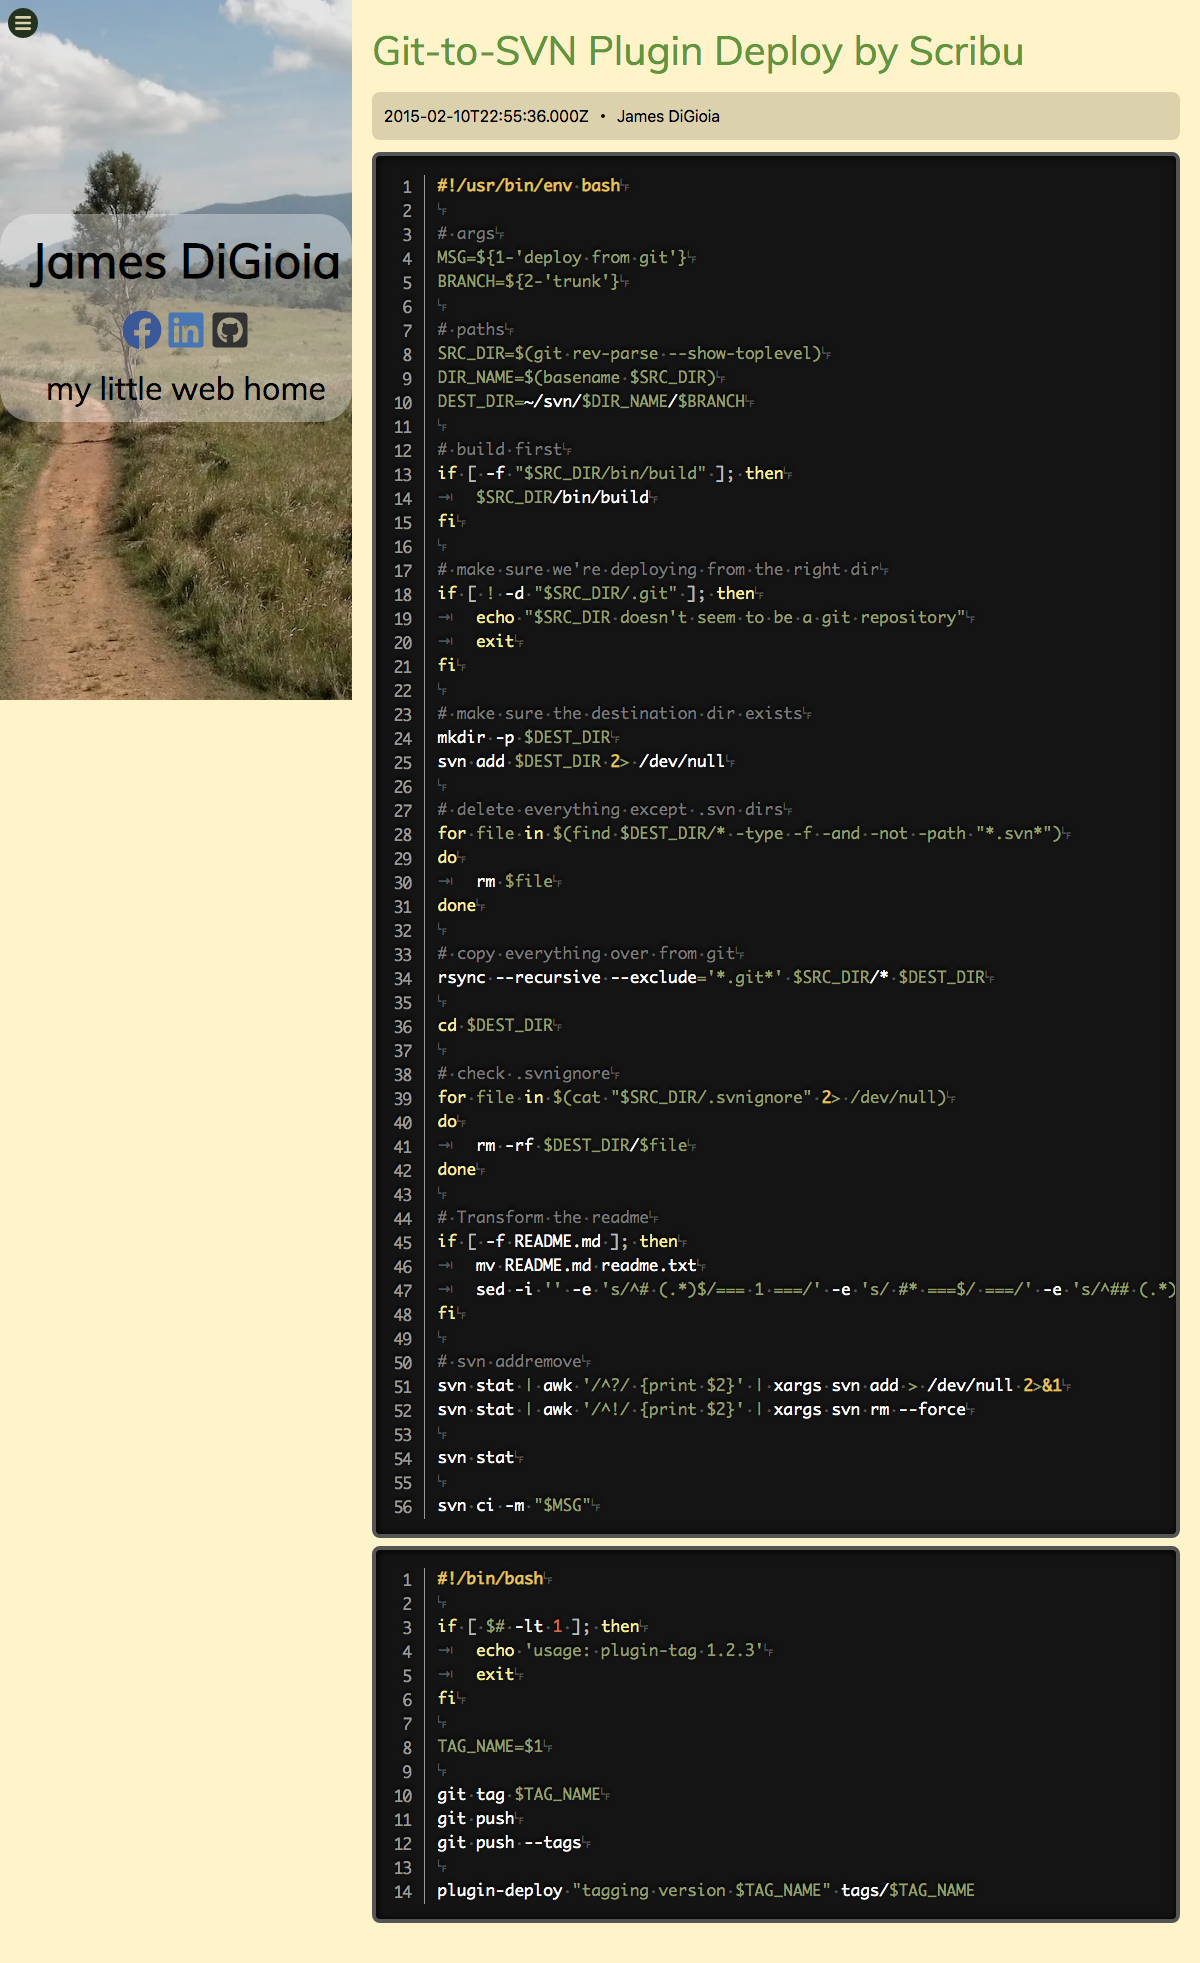 James DiGioia
my little web home
Git-to-SVN Plugin Deploy by Scribu
2015-02-10T22:55:36.000Z • James DiGioia
1 #!/usr/bin/env bash
2
3 # args
4 MSG=${1-'deploy from git'}
5 BRANCH=${2-'trunk'}
6
7 # paths
8 SRC_DIR=$(git rev-parse --show-toplevel)
9 DIR_NAME=$(basename $SRC_DIR)
10 DEST_DIR=~/svn/$DIR_NAME/$BRANCH
11
12 # build first
13 if [ -f "$SRC_DIR/bin/build" ]; then
14 $SRC_DIR/bin/build
15 fi
16
17 # make sure we're deploying from the right dir
18 if [ ! -d "$SRC_DIR/.git" ]; then
19 echo "$SRC_DIR doesn't seem to be a git repository"
20 exit
21 fi
22
23 # make sure the destination dir exists
24 mkdir -p $DEST_DIR
25 svn add $DEST_DIR 2> /dev/null
26
27 # delete everything except .svn dirs
28 for file in $(find $DEST_DIR/* -type -f -and -not -path "*.svn*")
29 do
30 rm $file
31 done
32
33 # copy everything over from git
34 rsync --recursive --exclude='*.git*' $SRC_DIR/* $DEST_DIR
35
36 cd $DEST_DIR
37
38 # check .svnignore
39 for file in $(cat "$SRC_DIR/.svnignore" 2> /dev/null)
40 do
41 rm -rf $DEST_DIR/$file
42 done
43
44 # Transform the readme
45 if [ -f README.md ]; then
46 mv README.md readme.txt
47 sed -i '' -e 's/^# (.*)$/=== 1 ===/' -e 's/ #* ===$/ ===/' -e 's/^## (.*)
48 fi
49
50 # svn addremove
51 svn stat | awk '/^?/ {print $2}' | xargs svn add > /dev/null 2>&1
52 svn stat | awk '/^!/ {print $2}' | xargs svn rm --force
53
54 svn stat
55
56 svn ci -m "$MSG"
1 #!/bin/bash
2
3 if [ $# -lt 1 ]; then
4 echo 'usage: plugin-tag 1.2.3'
5 exit
6 fi
7
8 TAG_NAME=$1
9
10 git tag $TAG_NAME
11 git push
12 git push --tags
13
14 plugin-deploy "tagging version $TAG_NAME" tags/$TAG_NAME